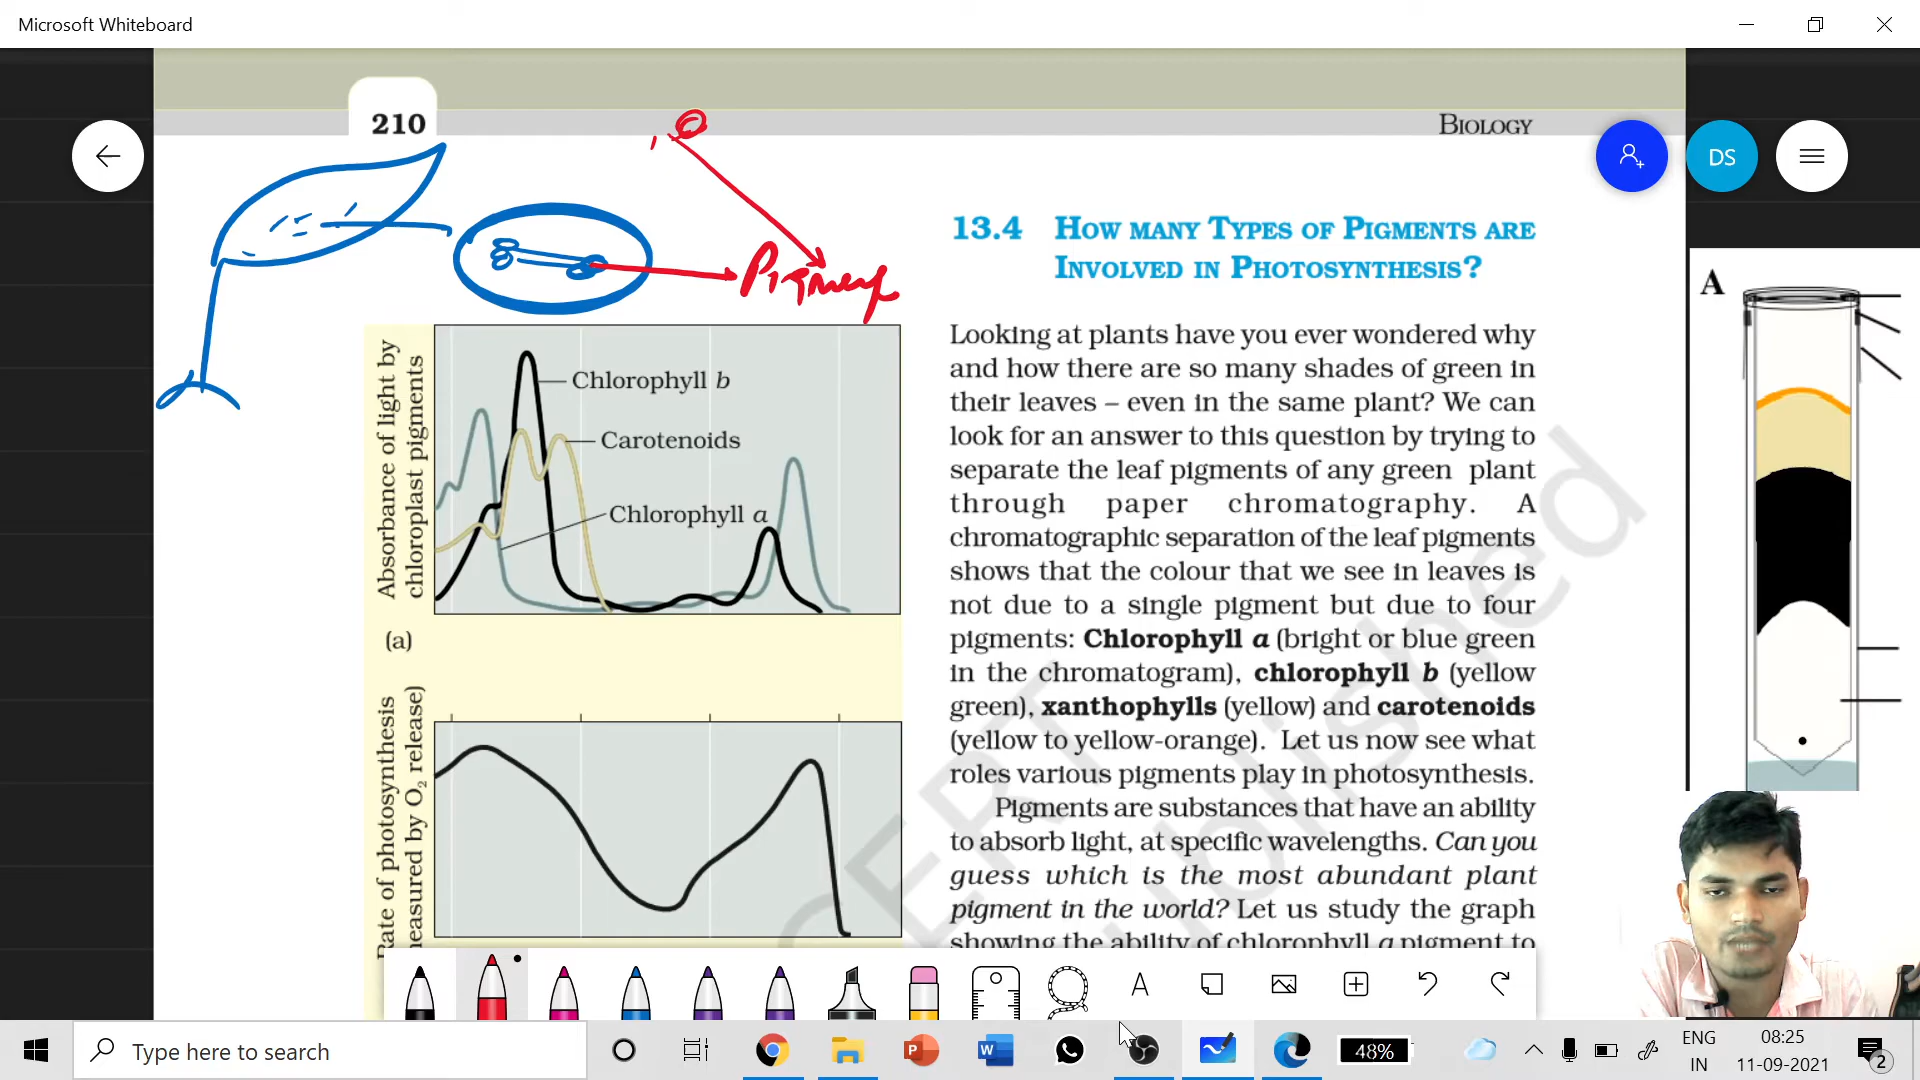 Microsoft Whiteboard
210
BIOLOGY
DS
Pigment
13.4 HOW MANY TYPES OF PIGMENTS ARE
INVOLVED IN PHOTOSYNTHESIS?
Absorbance of light by
chloroplast pigments
Chlorophyll b
Carotenoids
Chlorophyll a
(a)
Rate of photosynthesis
measured by O₂ release)
Looking at plants have you ever wondered why
and how there are so many shades of green in
their leaves – even in the same plant? We can
look for an answer to this question by trying to
separate the leaf pigments of any green plant
through paper chromatography. A
chromatographic separation of the leaf pigments
shows that the colour that we see in leaves is
not due to a single pigment but due to four
pigments: Chlorophyll a (bright or blue green
in the chromatogram), chlorophyll b (yellow
green), xanthophylls (yellow) and carotenoids
(yellow to yellow-orange). Let us now see what
roles various pigments play in photosynthesis.
Pigments are substances that have an ability
to absorb light, at specific wavelengths. Can you
guess which is the most abundant plant
pigment in the world? Let us study the graph
showing the ability of chlorophyll a pigment to
A
Type here to search
48%
ENG
IN
08:25
11-09-2021
2